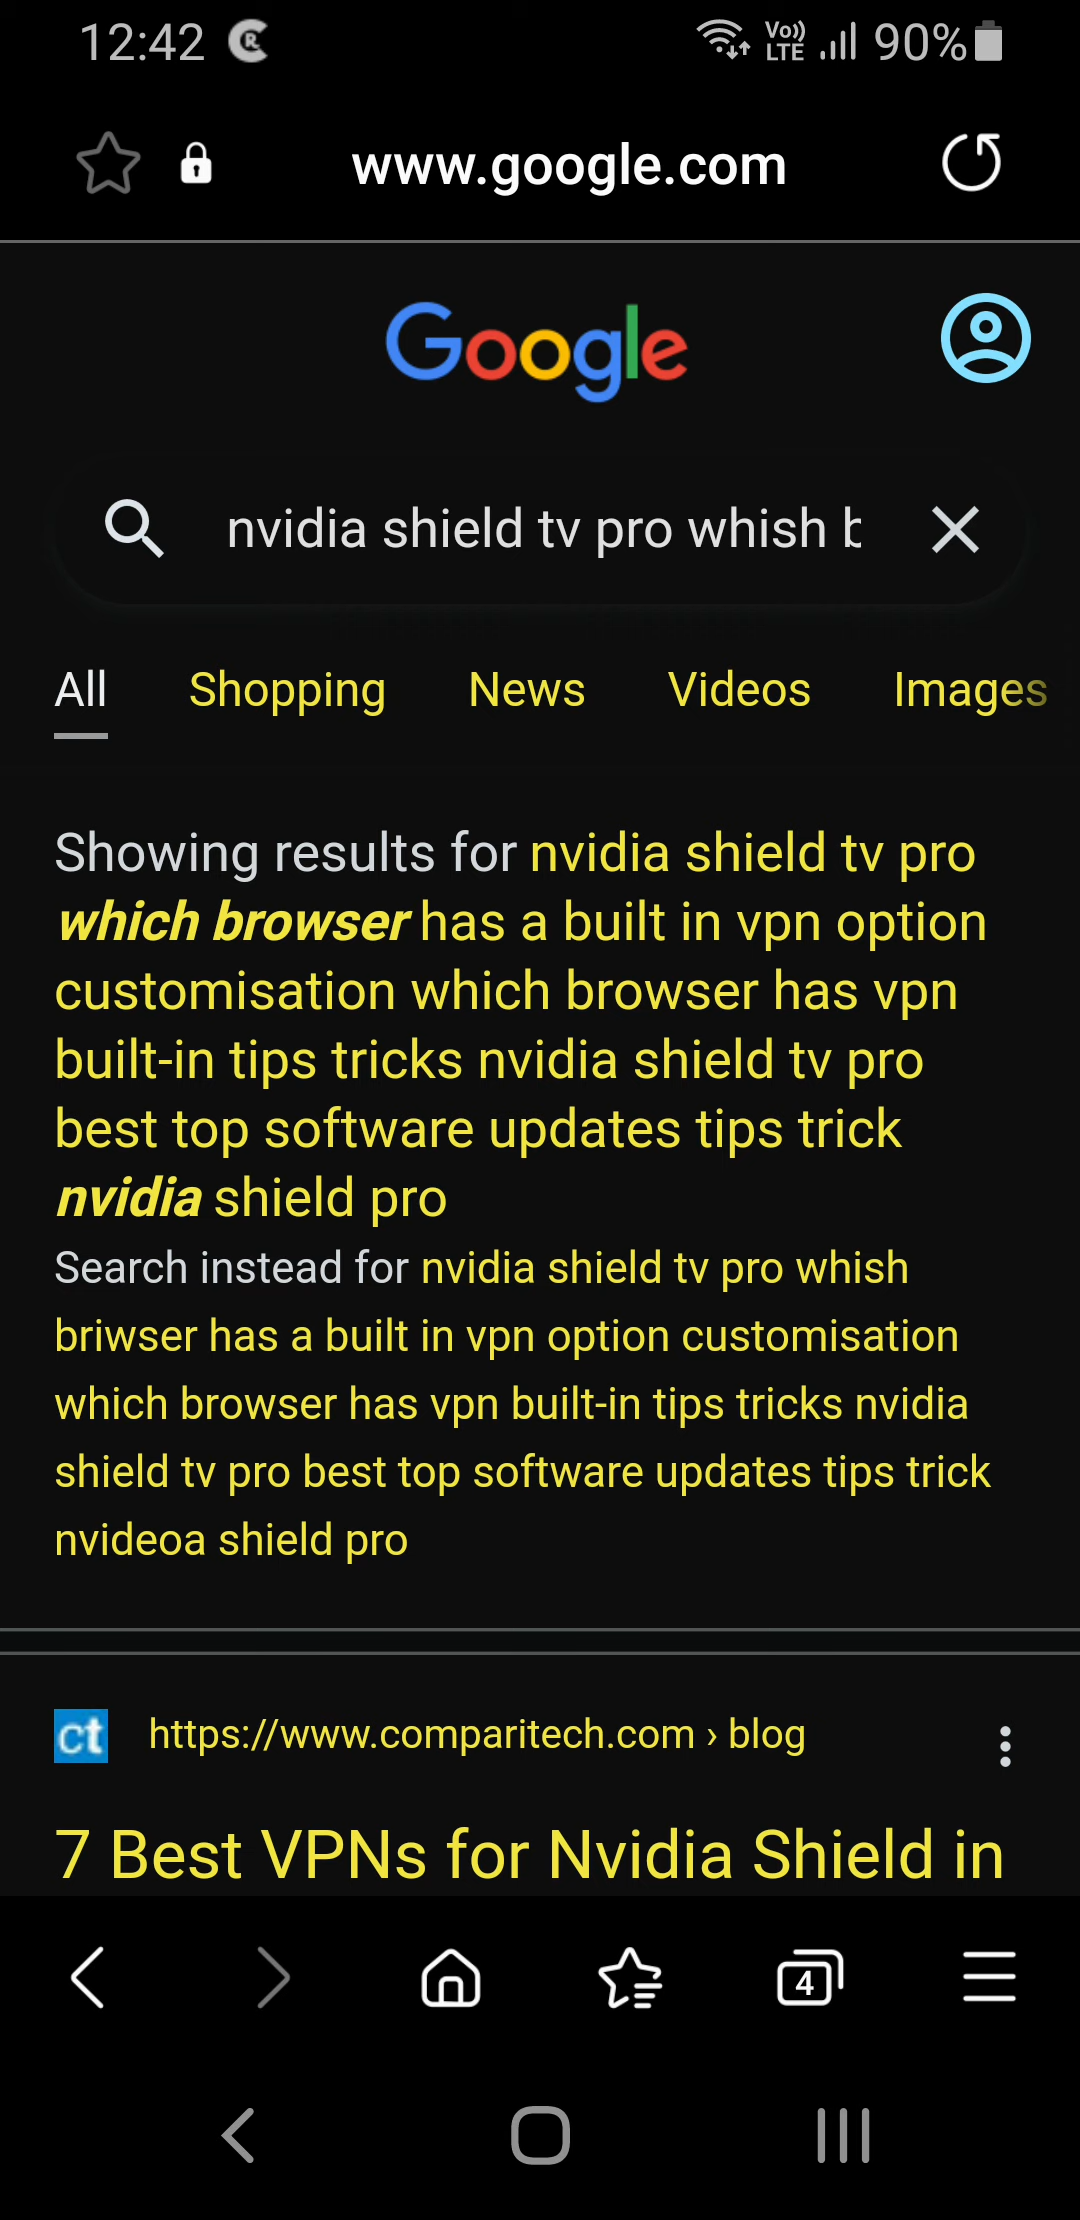 12:42
Vo)) LTE 90%
www.google.com
Google
nvidia shield tv pro whish b
All Shopping News Videos Images
Showing results for nvidia shield tv pro
which browser has a built in vpn option
customisation which browser has vpn
built-in tips tricks nvidia shield tv pro
best top software updates tips trick
nvidia shield pro
Search instead for nvidia shield tv pro whish
briwser has a built in vpn option customisation
which browser has vpn built-in tips tricks nvidia
shield tv pro best top software updates tips trick
nvideoa shield pro
ct https://www.comparitech.com › blog
7 Best VPNs for Nvidia Shield in
4